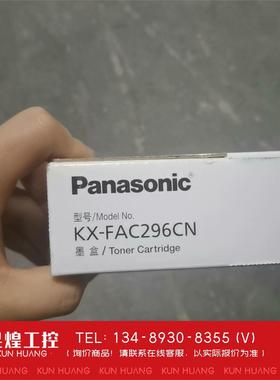 Panasonic
型号/Model No.
KX-FAC296CN
墨 盒 / Toner Cartridge
煌工控
KUN HUANG
TEL: 134-8930-8355 (V)
( 询价商品! 请联系在线客服,以实际报价为准 )
KUN HUANG KUN HUANG KUN HUANG KUN HUANG